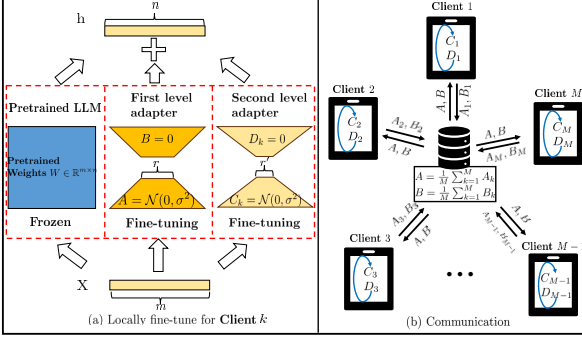 n
h
Pretrained LLM
First level
adapter
Second level
adapter
B = 0
D_k = 0
Pretrained
Weights W ∈ ℝ^{m×n}
r
r'
A = 𝒩(0, σ²)
C_k = 𝒩(0, σ²)
Frozen
Fine-tuning
Fine-tuning
X
m
(a) Locally fine-tune for Client k
Client 1
C_1
D_1
A, B
A_1, B_1
Client 2
C_2
D_2
A_2, B_2
A, B
Client M
C_M
D_M
A, B
A_M, B_M
A = \frac{1}{M} ∑_{k=1}^{M} A_k
B = \frac{1}{M} ∑_{k=1}^{M} B_k
Client 3
C_3
D_3
A_3, B_3
A, B
Client M − 1
C_{M−1}
D_{M−1}
A, B
A_{M−1}, B_{M−1}
• • •
(b) Communication